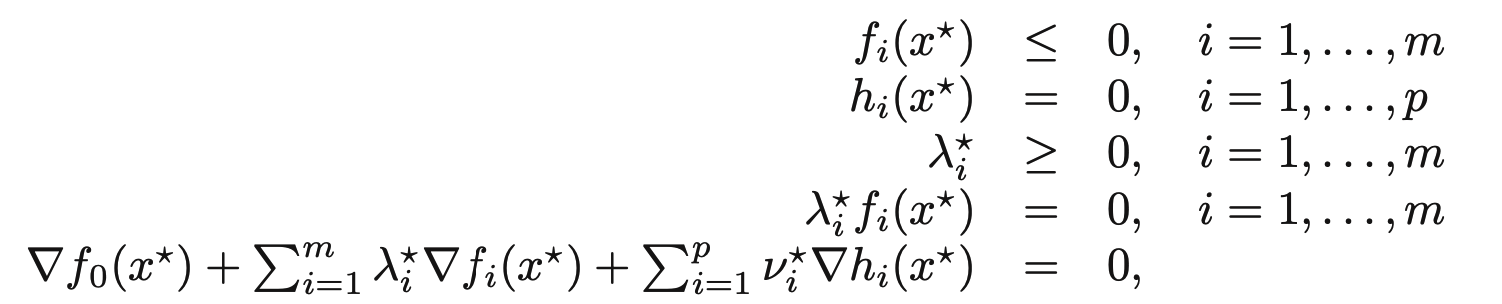 f_i(x^⋆) ≤ 0, i = 1, . . . , m
h_i(x^⋆) = 0, i = 1, . . . , p
λ_i^⋆ ≥ 0, i = 1, . . . , m
λ_i^⋆ f_i(x^⋆) = 0, i = 1, . . . , m
∇f_0(x^⋆) + ∑_{i=1}^m λ_i^⋆ ∇f_i(x^⋆) + ∑_{i=1}^p ν_i^⋆ ∇h_i(x^⋆) = 0,